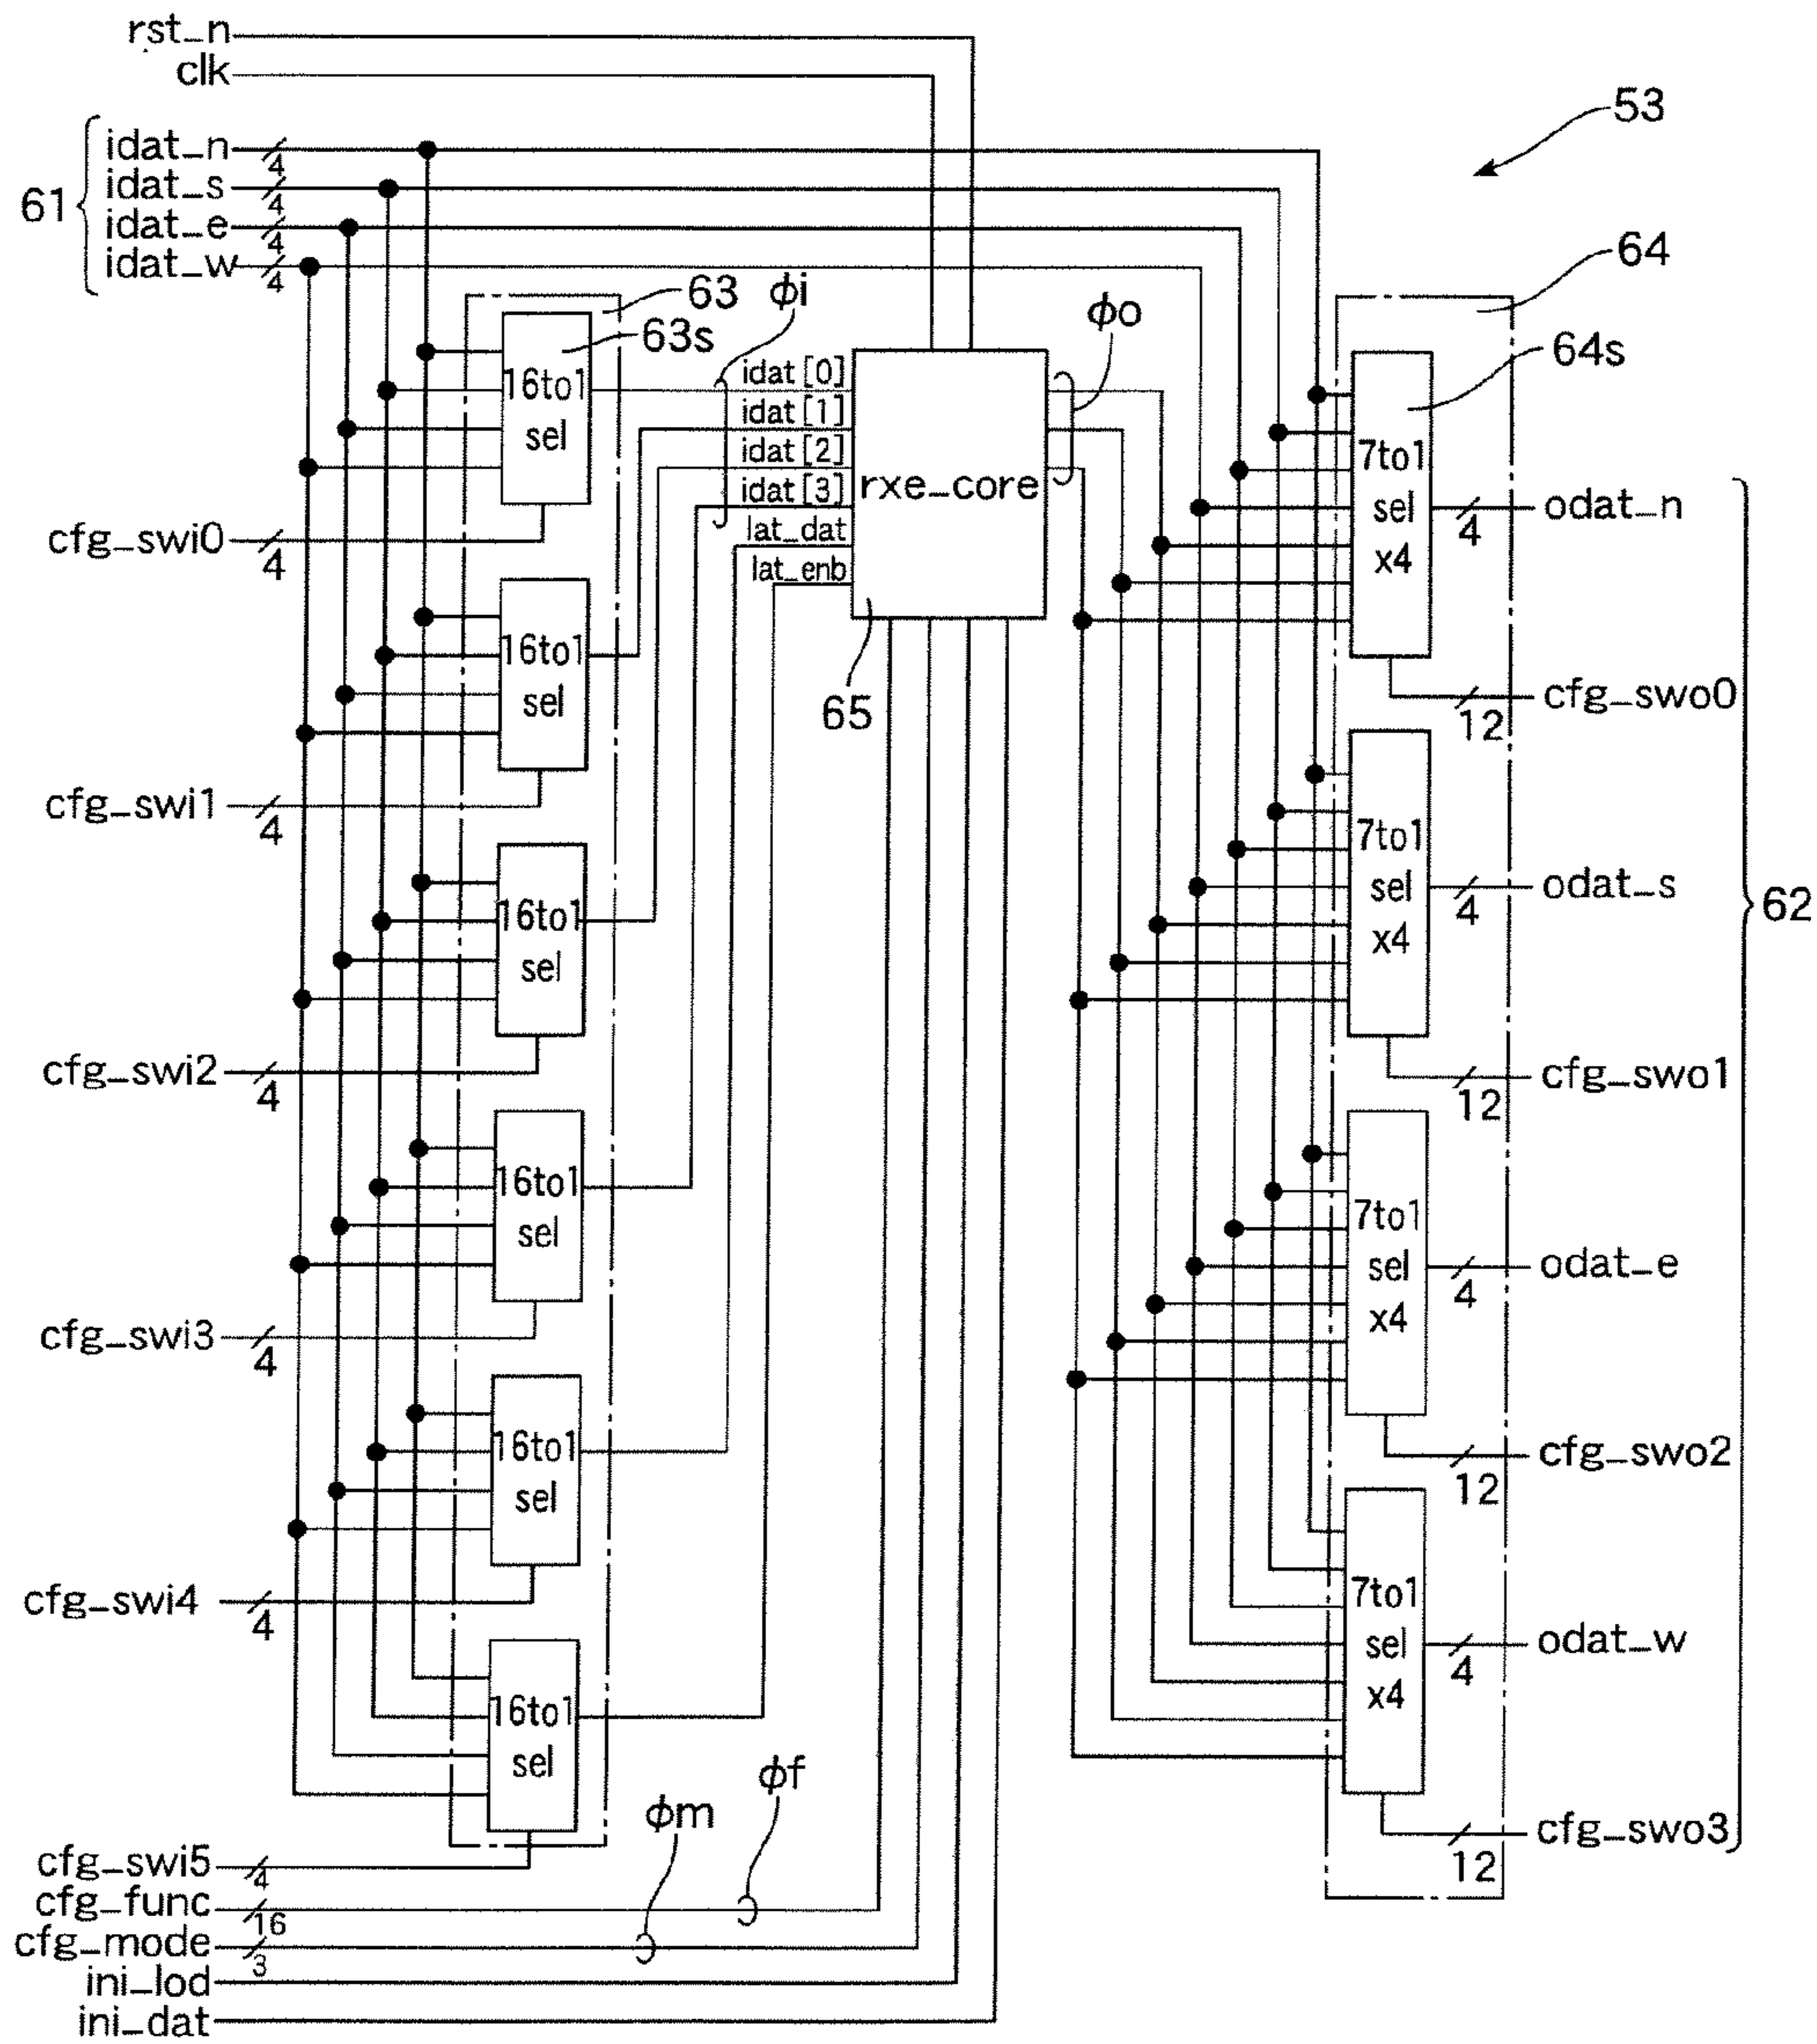 rst_n
clk
53
61
idat_n
4
idat_s
4
idat_e
4
idat_w
4
63
63s
φi
φo
64
64s
16to1
sel
cfg_swi0
4
16to1
sel
cfg_swi1
4
16to1
sel
cfg_swi2
4
16to1
sel
cfg_swi3
4
16to1
sel
cfg_swi4
4
16to1
sel
cfg_swi5
4
idat[0]
idat[1]
idat[2]
idat[3]
lat_dat
lat_enb
rxe_core
65
7to1
sel
x4
4
odat_n
12
cfg_swo0
7to1
sel
x4
4
odat_s
12
cfg_swo1
7to1
sel
x4
4
odat_e
12
cfg_swo2
7to1
sel
x4
4
odat_w
12
cfg_swo3
62
φm
φf
cfg_func
16
cfg_mode
3
ini_lod
ini_dat